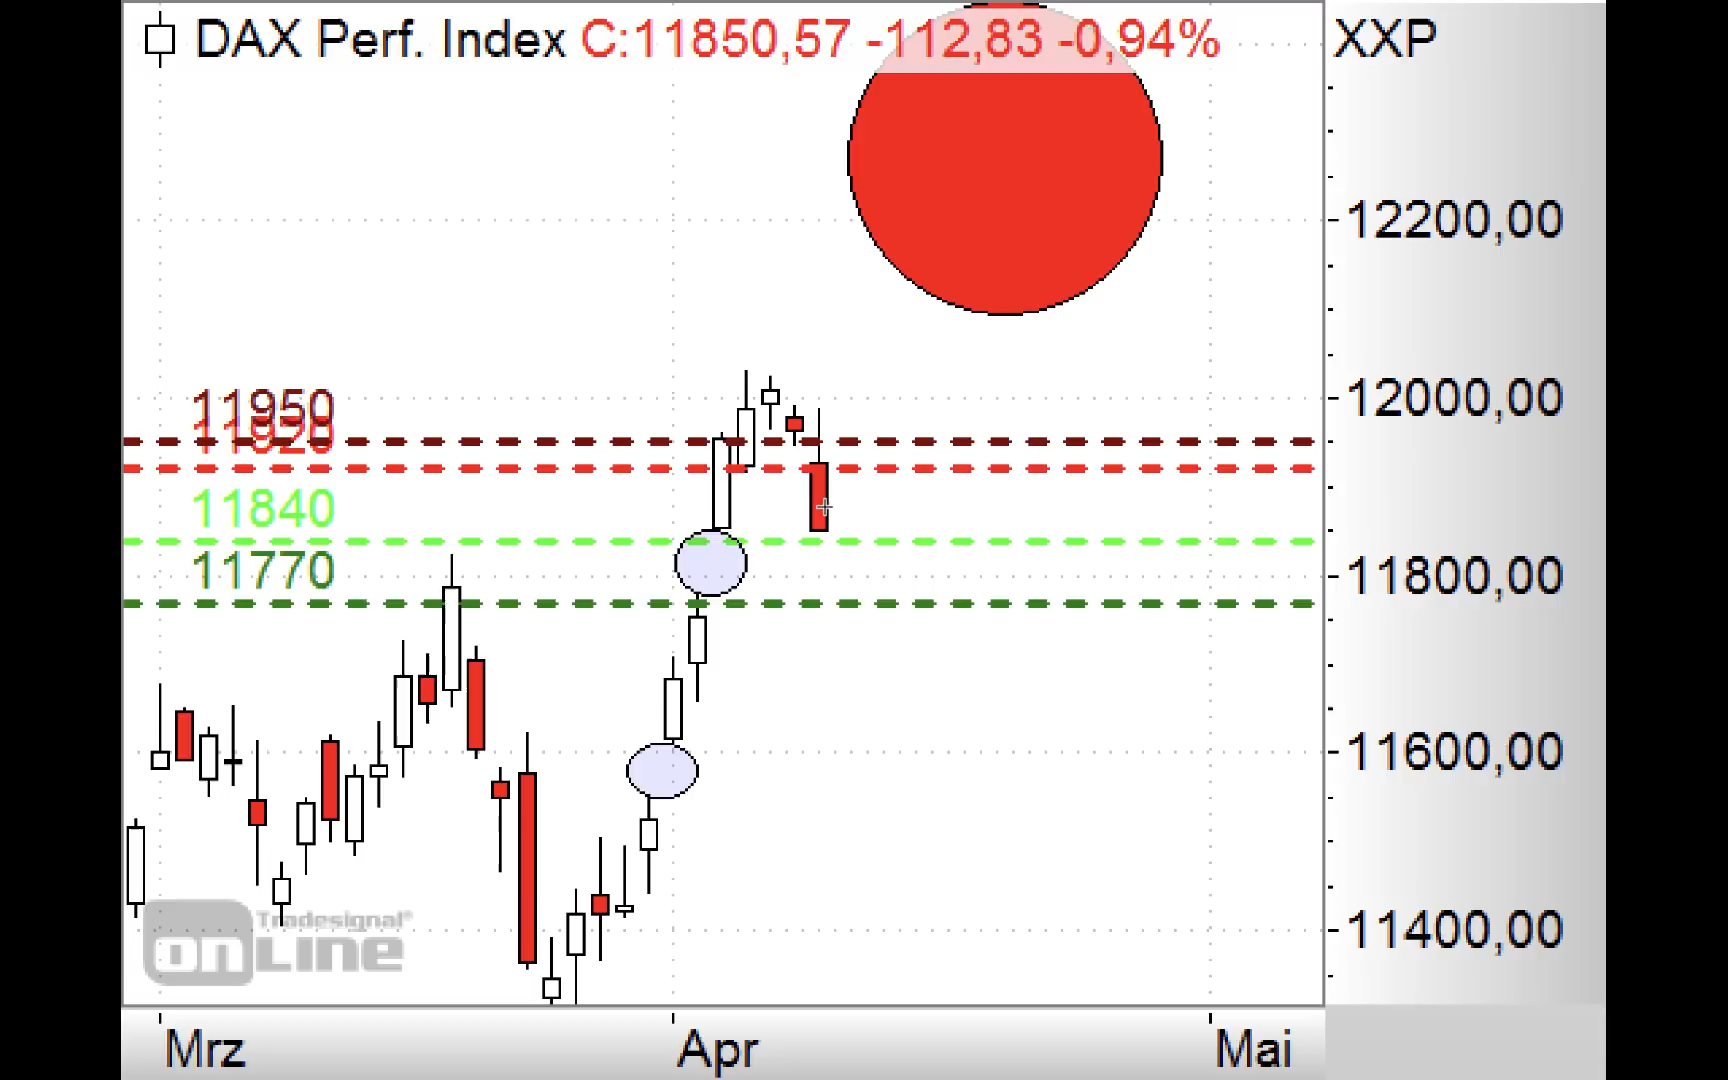 DAX Perf. Index C:11850,57 -112,83 -0,94%
XXP
12200,00
12000,00
11950
11920
11840
11800,00
11770
11600,00
11400,00
Tradesignal®
onLine
Mrz Apr Mai